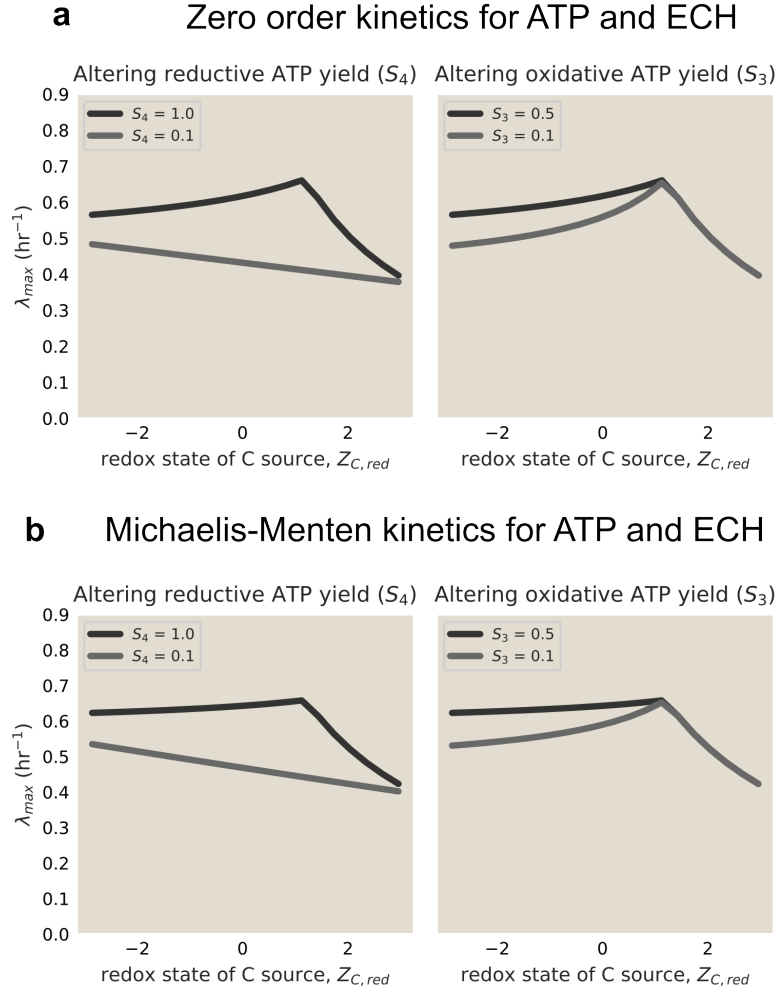 a
Zero order kinetics for ATP and ECH
Altering reductive ATP yield (S₄)
Altering oxidative ATP yield (S₃)
0.9
0.8
0.7
0.6
0.5
0.4
0.3
0.2
0.1
0.0
λmax (hr⁻¹)
S₄ = 1.0
S₄ = 0.1
−2 0 2
redox state of C source, ZC,red
S₃ = 0.5
S₃ = 0.1
−2 0 2
redox state of C source, ZC,red
b
Michaelis-Menten kinetics for ATP and ECH
Altering reductive ATP yield (S₄)
Altering oxidative ATP yield (S₃)
0.9
0.8
0.7
0.6
0.5
0.4
0.3
0.2
0.1
0.0
λmax (hr⁻¹)
S₄ = 1.0
S₄ = 0.1
−2 0 2
redox state of C source, ZC,red
S₃ = 0.5
S₃ = 0.1
−2 0 2
redox state of C source, ZC,red